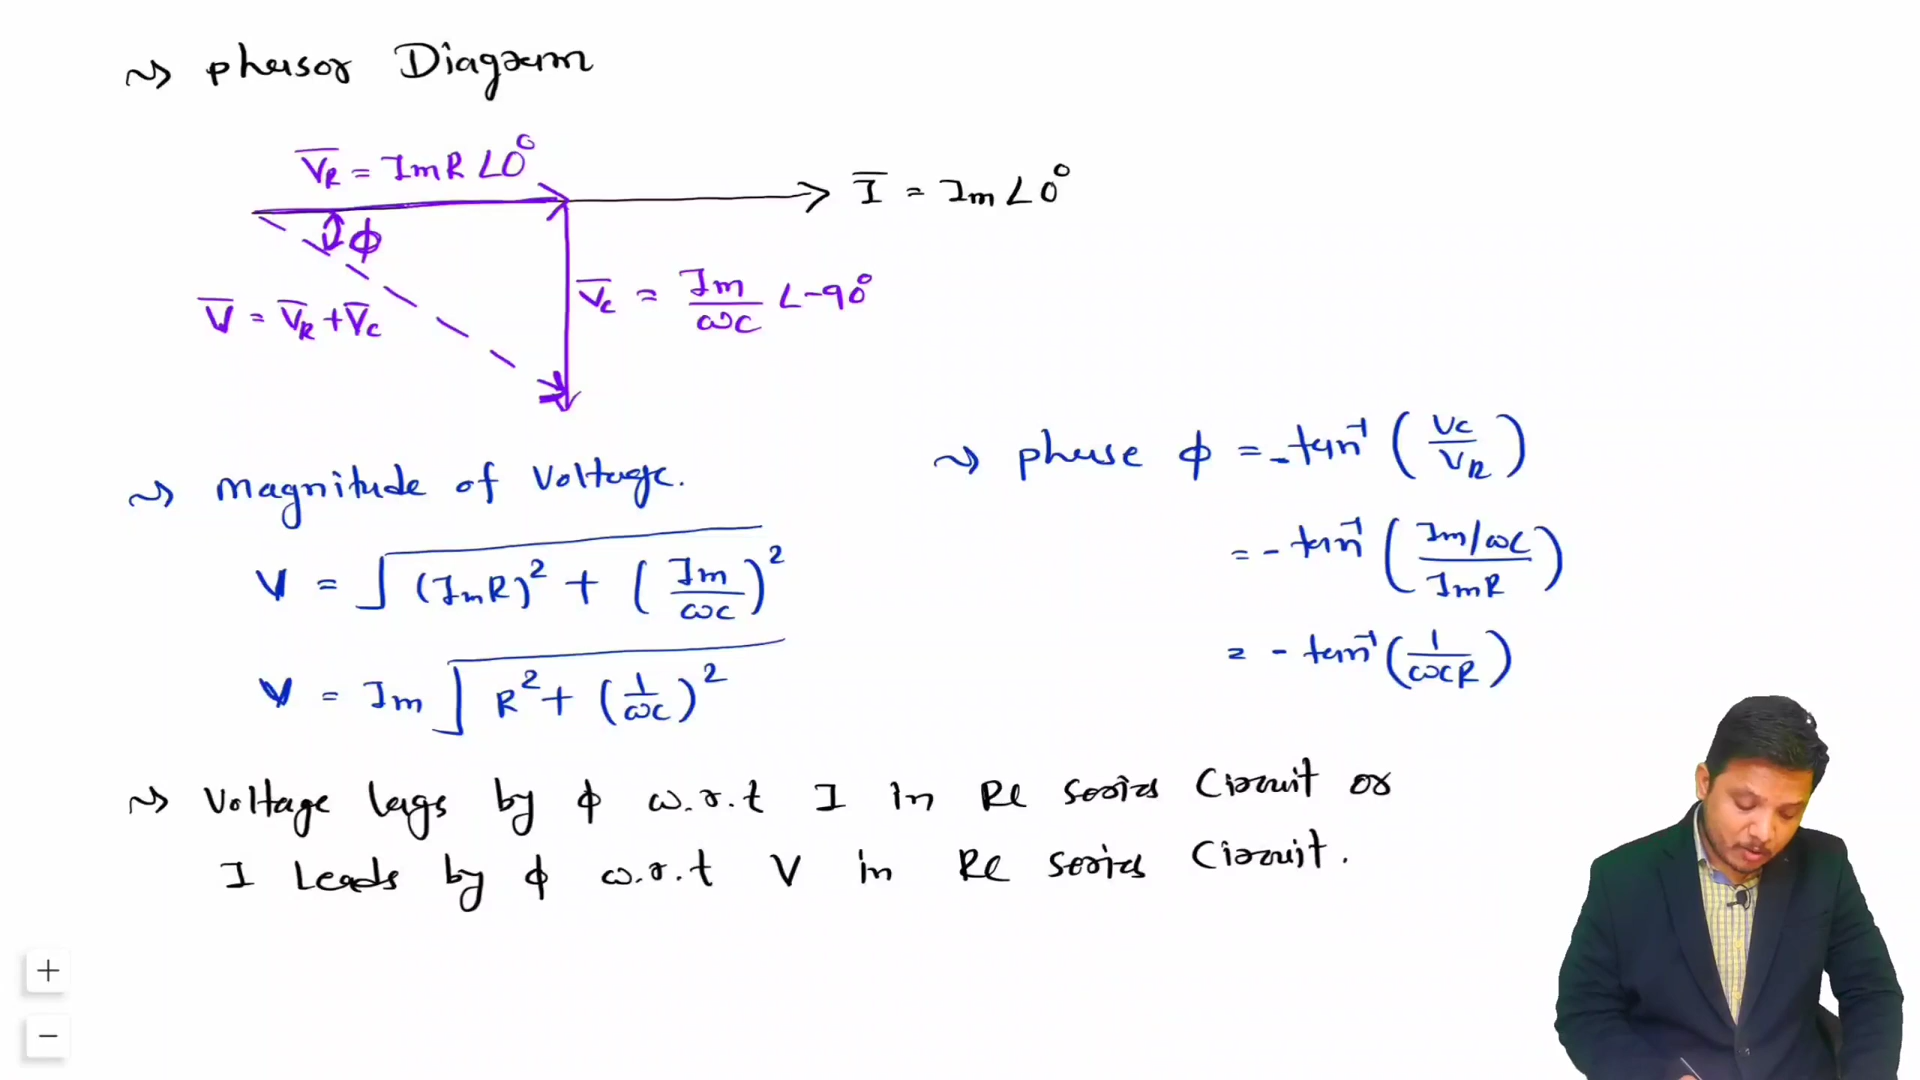 ~> phasor Diagram
V̅R = ImR ∠0°
I̅ = Im ∠0°
ϕ
V̅C = Im/ωC ∠-90°
V̅ = V̅R + V̅C
~> Magnitude of Voltage.
V = √((ImR)² + (Im/ωC)²)
V = Im √(R² + (1/ωC)²)
~> phase ϕ = -tan⁻¹ (VC/VR)
= - tan⁻¹ ((Im/ωC)/(ImR))
= - tan⁻¹ (1/ωCR)
~> Voltage lags by ϕ w.r.t I in RC series Circuit or
I Leads by ϕ w.r.t V in RC series Circuit.